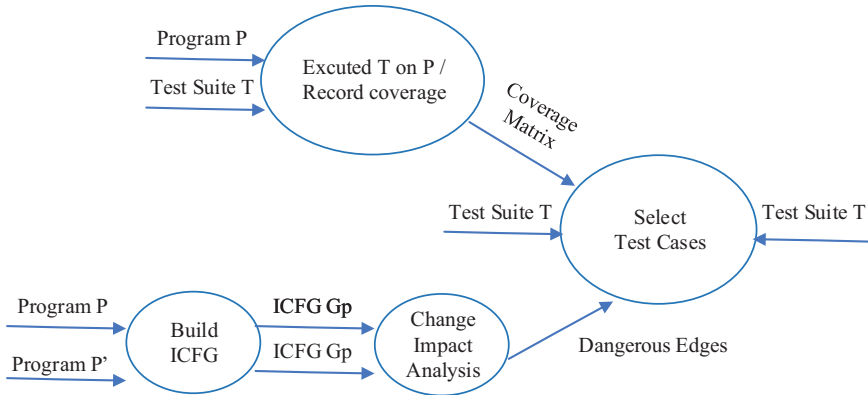 Program P
Test Suite T
Excuted T on P /
Record coverage
Coverage
Matrix
Test Suite T
Select
Test Cases
Test Suite T
Program P
Program P’
Build
ICFG
ICFG Gp
ICFG Gp
Change
Impact
Analysis
Dangerous Edges